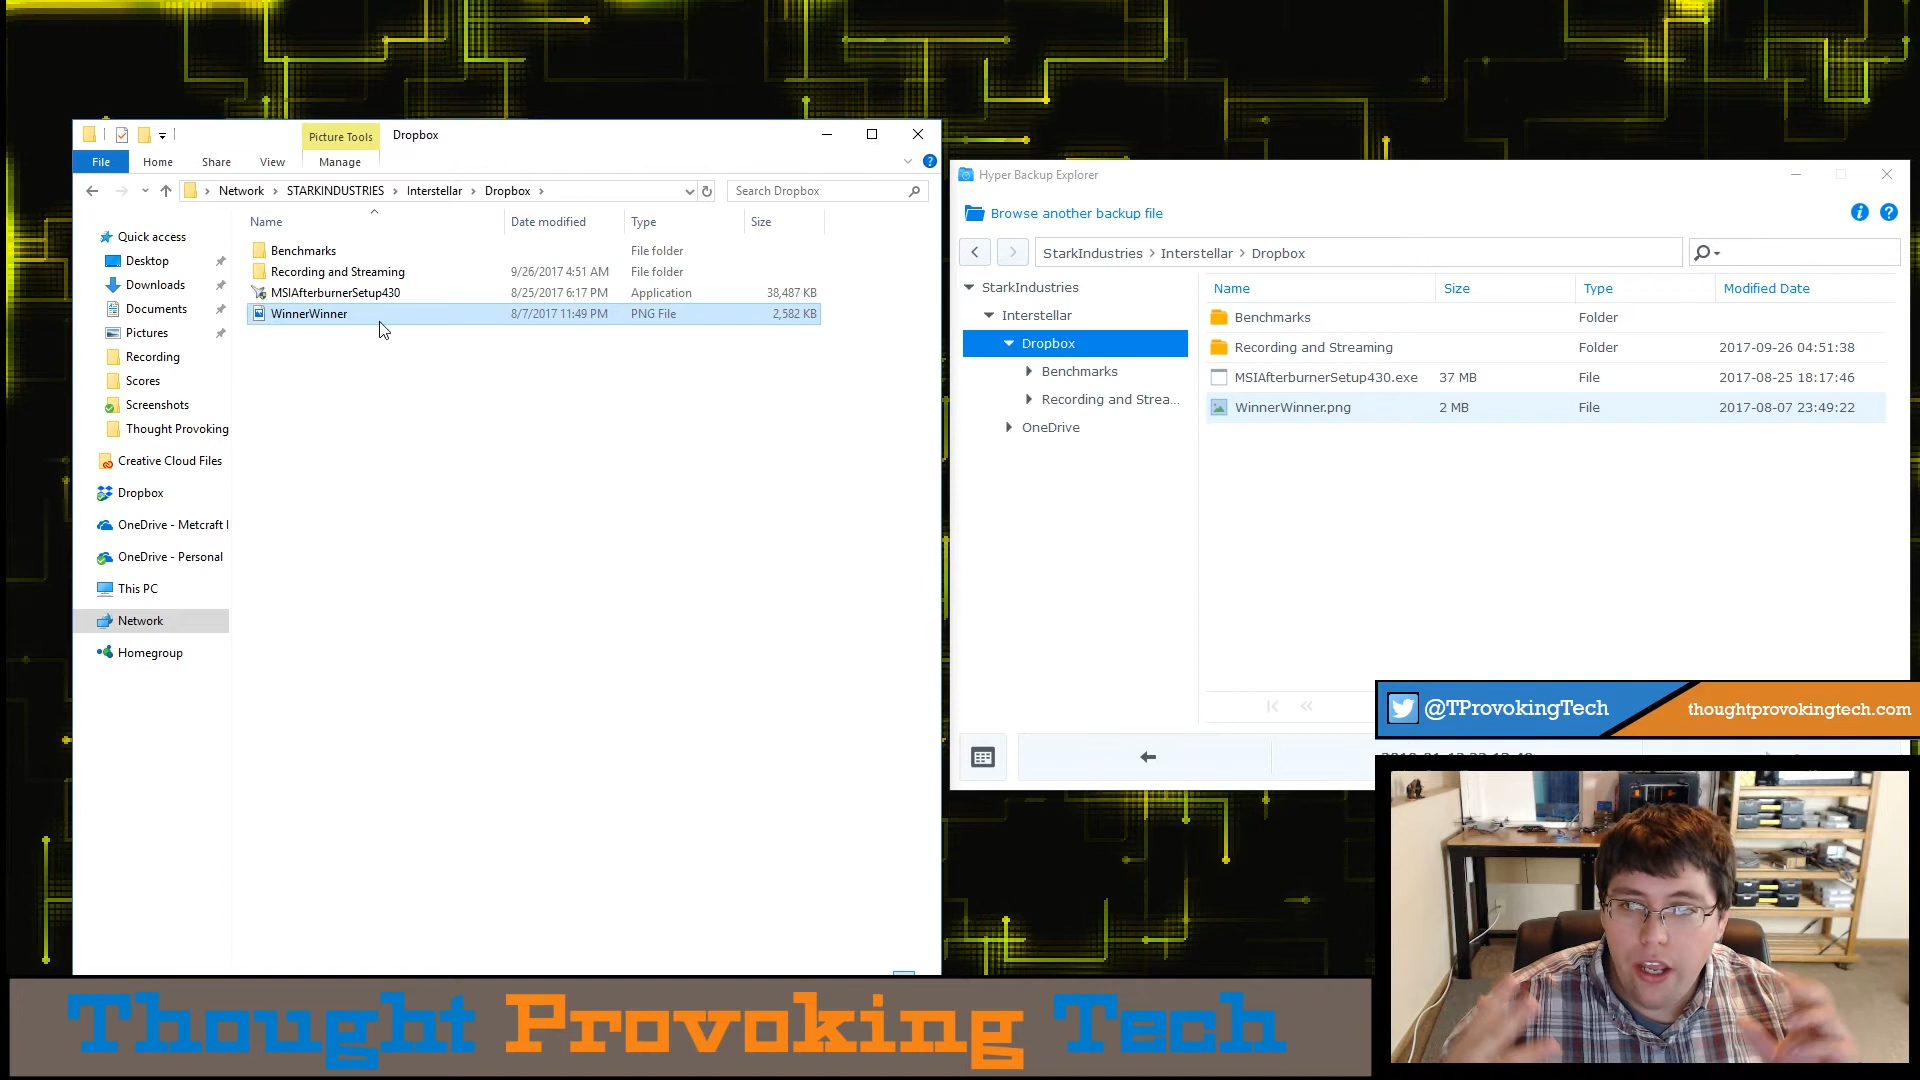 Picture Tools
Dropbox
File
Home
Share
View
Manage
Network
STARKINDUSTRIES
Interstellar
Dropbox
Search Dropbox
Name
Date modified
Type
Size
Benchmarks
File folder
Recording and Streaming
9/26/2017 4:51 AM
File folder
MSIAfterburnerSetup430
8/25/2017 6:17 PM
Application
38,487 KB
WinnerWinner
8/7/2017 11:49 PM
PNG File
2,582 KB
Quick access
Desktop
Downloads
Documents
Pictures
Recording
Scores
Screenshots
Thought Provoking
Creative Cloud Files
Dropbox
OneDrive - Metcraft I
OneDrive - Personal
This PC
Network
Homegroup
Hyper Backup Explorer
Browse another backup file
StarkIndustries
Interstellar
Dropbox
StarkIndustries
Interstellar
Dropbox
Benchmarks
Recording and Strea...
OneDrive
Name
Size
Type
Modified Date
Benchmarks
Folder
Recording and Streaming
Folder
2017-09-26 04:51:38
MSIAfterburnerSetup430.exe
37 MB
File
2017-08-25 18:17:46
WinnerWinner.png
2 MB
File
2017-08-07 23:49:22
@TProvokingTech
thoughtprovokingtech.com
Thought Provoking Tech